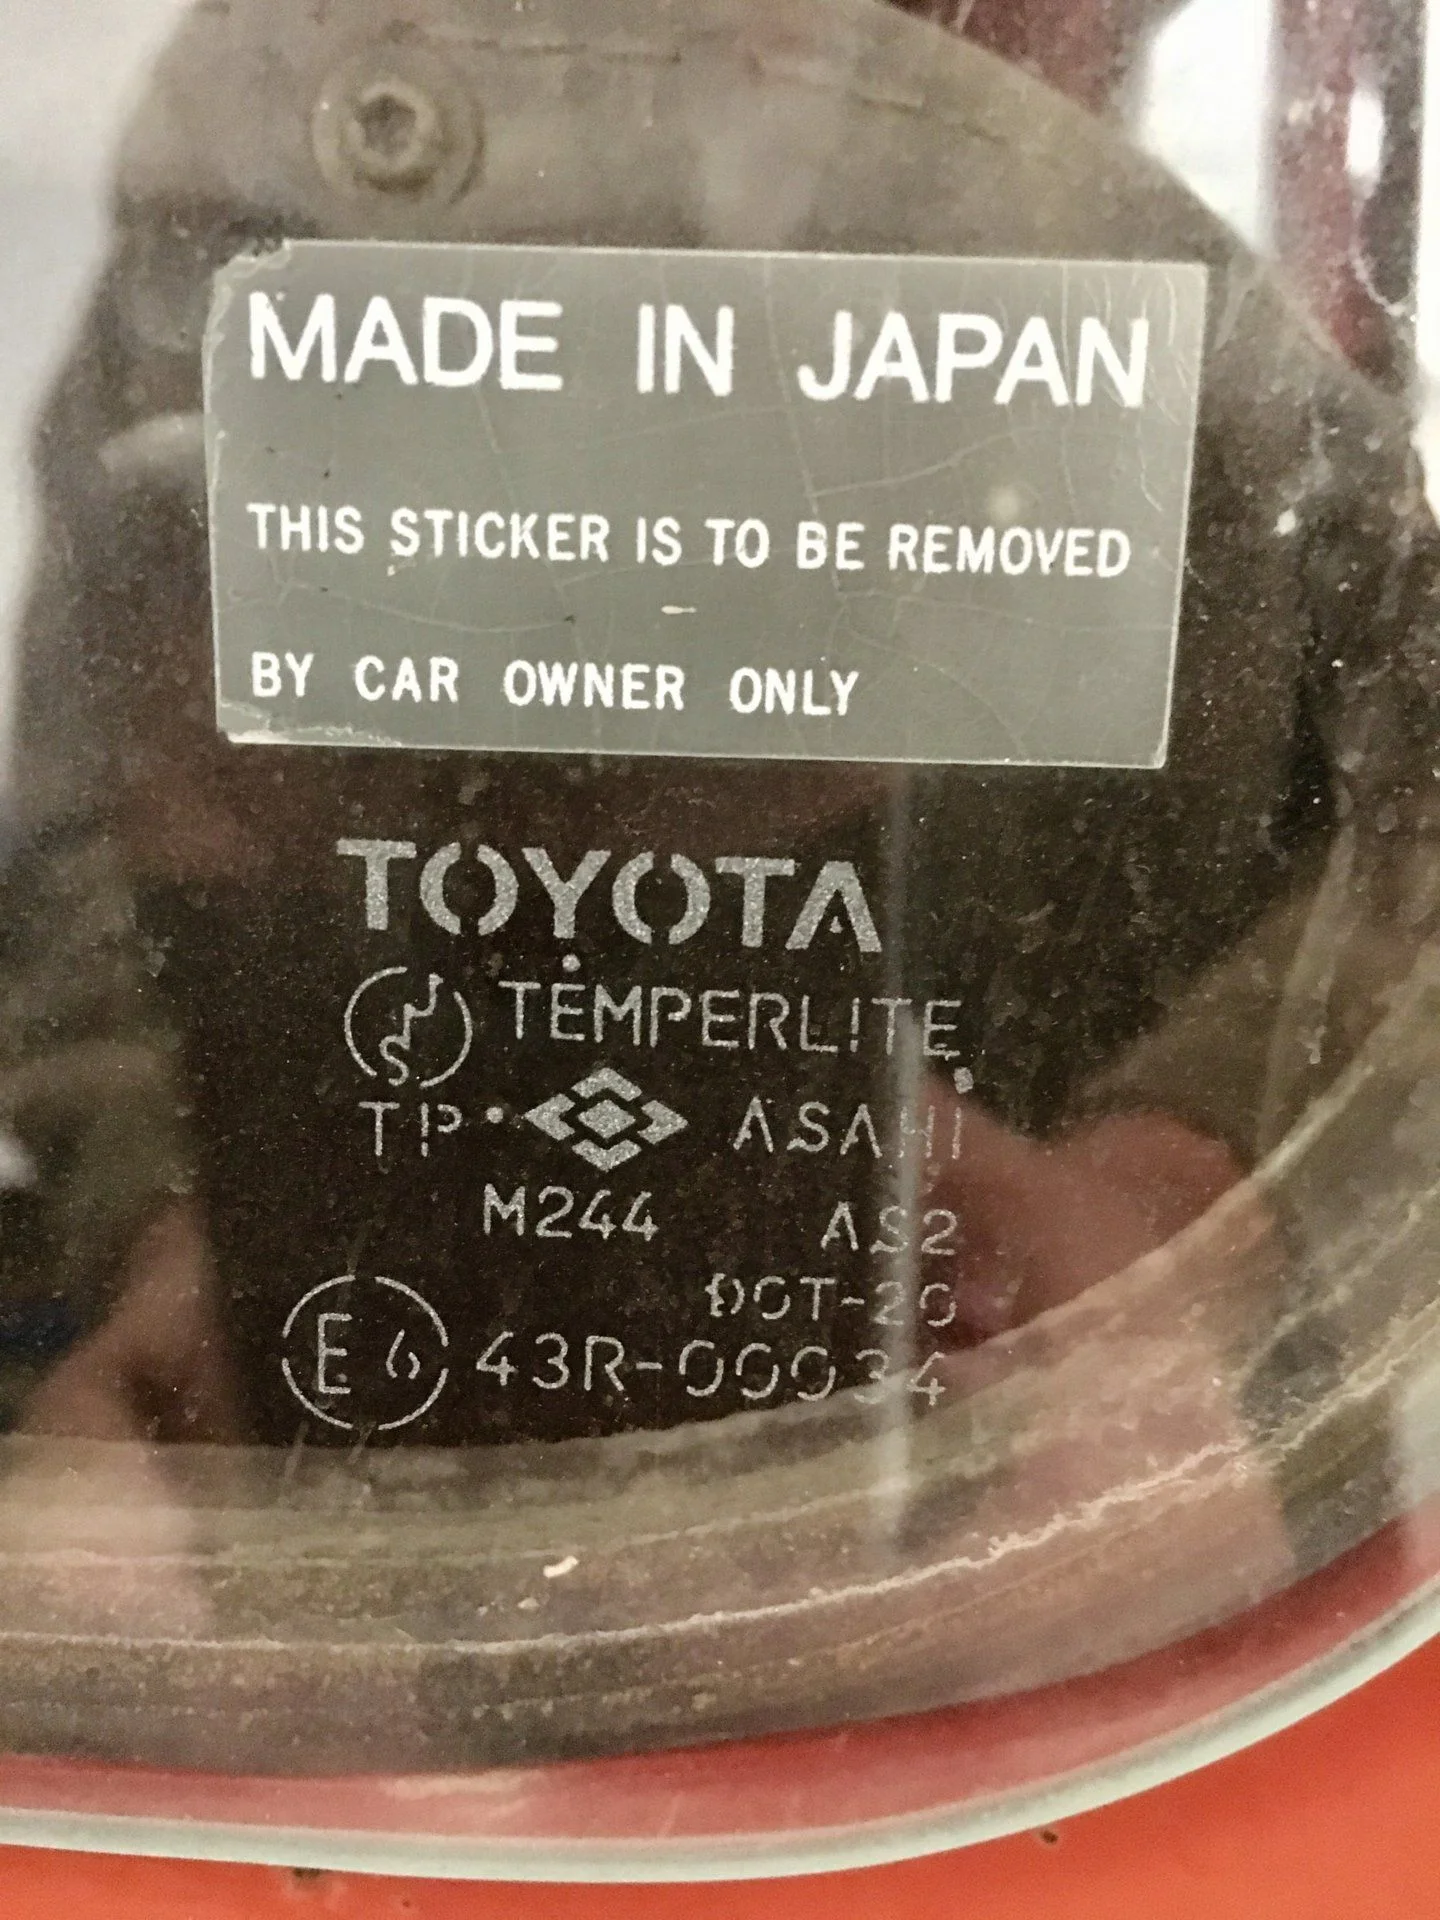 MADE IN JAPAN
THIS STICKER IS TO BE REMOVED
BY CAR OWNER ONLY
TOYOTA
TEMPERLITE
TP ASAHI
M244 AS2
DOT-20
E6 43R-00034